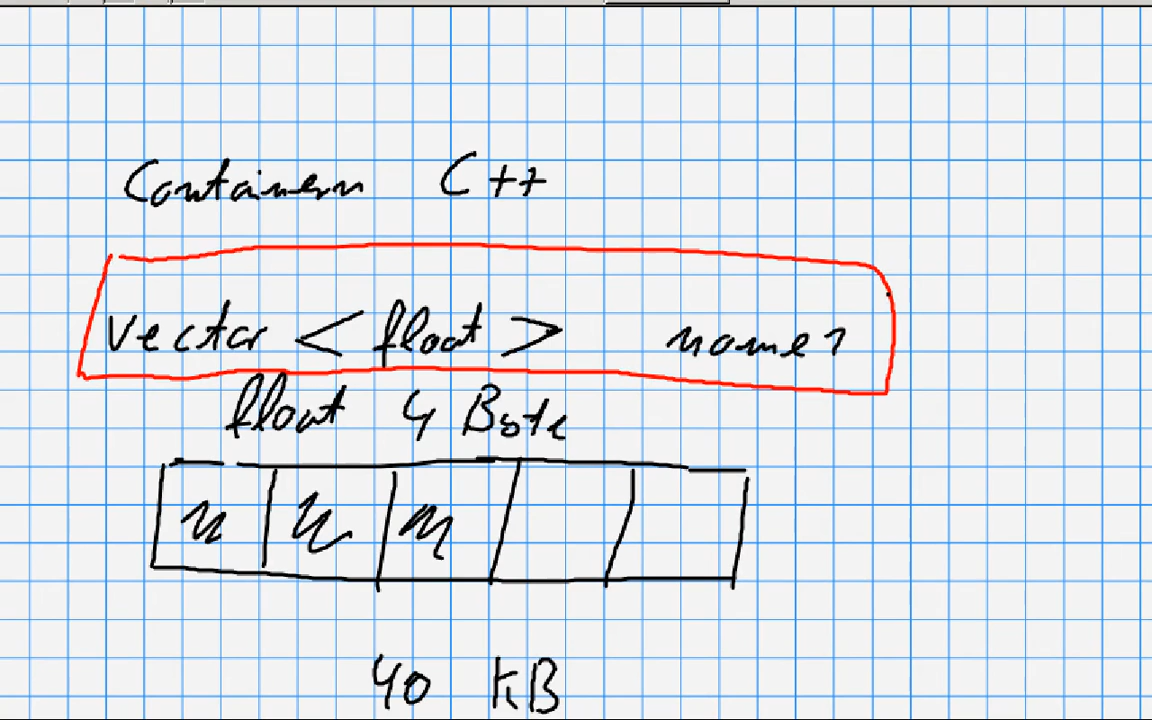 Containern C++
vector < float > name1
float 4 Byte
40 KB